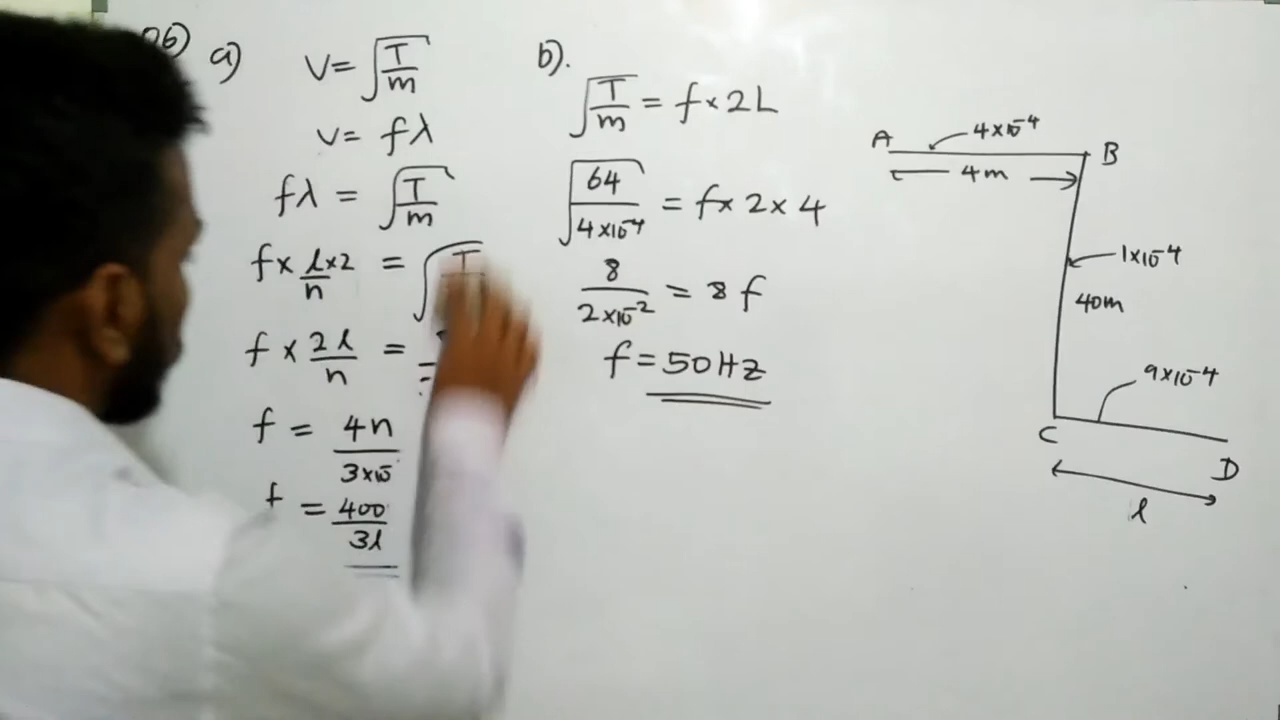 06) a)
v = √(T/m)
v = fλ
fλ = √(T/m)
f × (l×2)/n = √(T
f × 2l/n =
f = 4n/(3×10
f = 400/3l
b).
√(T/m) = f × 2L
√(64/(4×10⁻⁴)) = f × 2 × 4
8/(2×10⁻²) = 8f
f = 50Hz
4×10⁻⁴
A B
4m
1×10⁻⁴
40m
9×10⁻⁴
C D
l